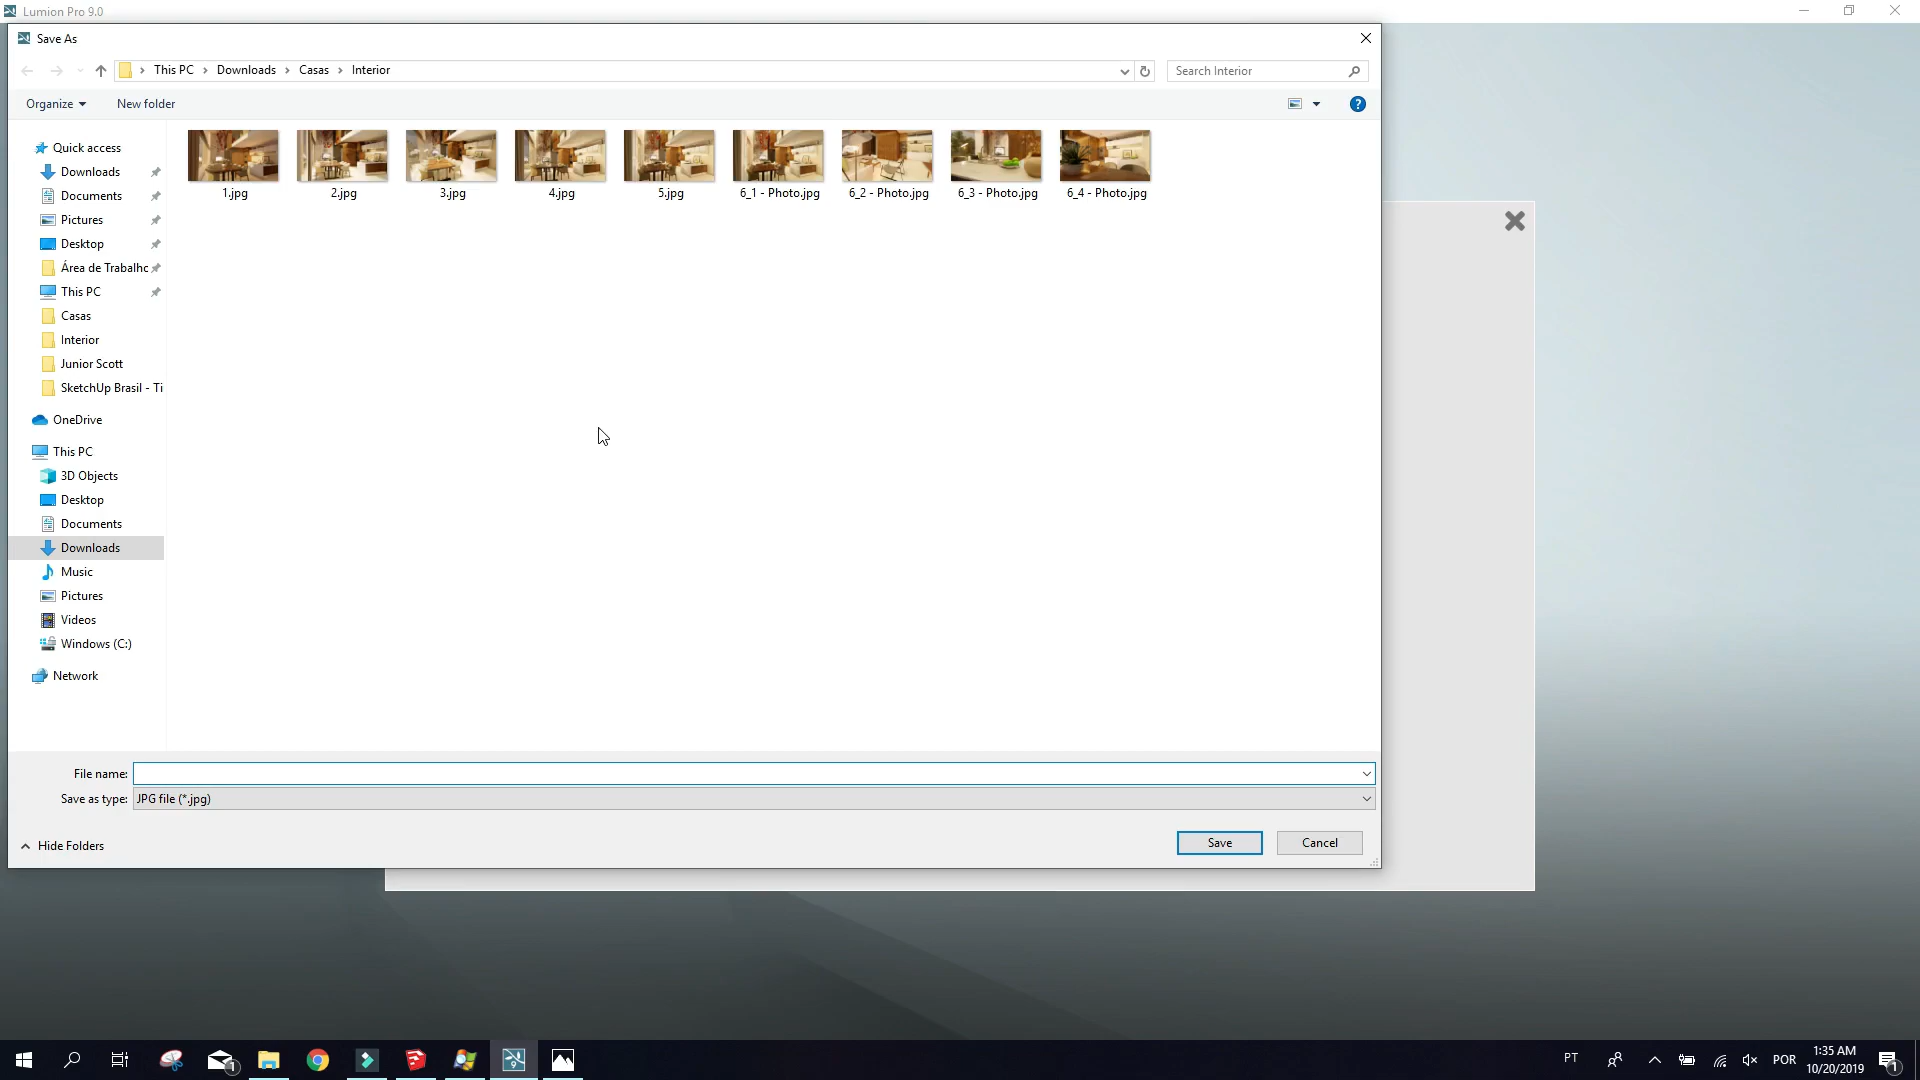 Lumion Pro 9.0
Save As
This PC > Downloads > Casas > Interior
Search Interior
Organize
New folder
Quick access
Downloads
Documents
Pictures
Desktop
Área de Trabalho
This PC
Casas
Interior
Junior Scott
SketchUp Brasil - Ti
OneDrive
This PC
3D Objects
Desktop
Documents
Downloads
Music
Pictures
Videos
Windows (C:)
Network
1.jpg
2.jpg
3.jpg
4.jpg
5.jpg
6_1 - Photo.jpg
6_2 - Photo.jpg
6_3 - Photo.jpg
6_4 - Photo.jpg
File name:
Save as type: JPG file (*.jpg)
Hide Folders
Save
Cancel
1
9
PT
POR
1:35 AM
10/20/2019
1